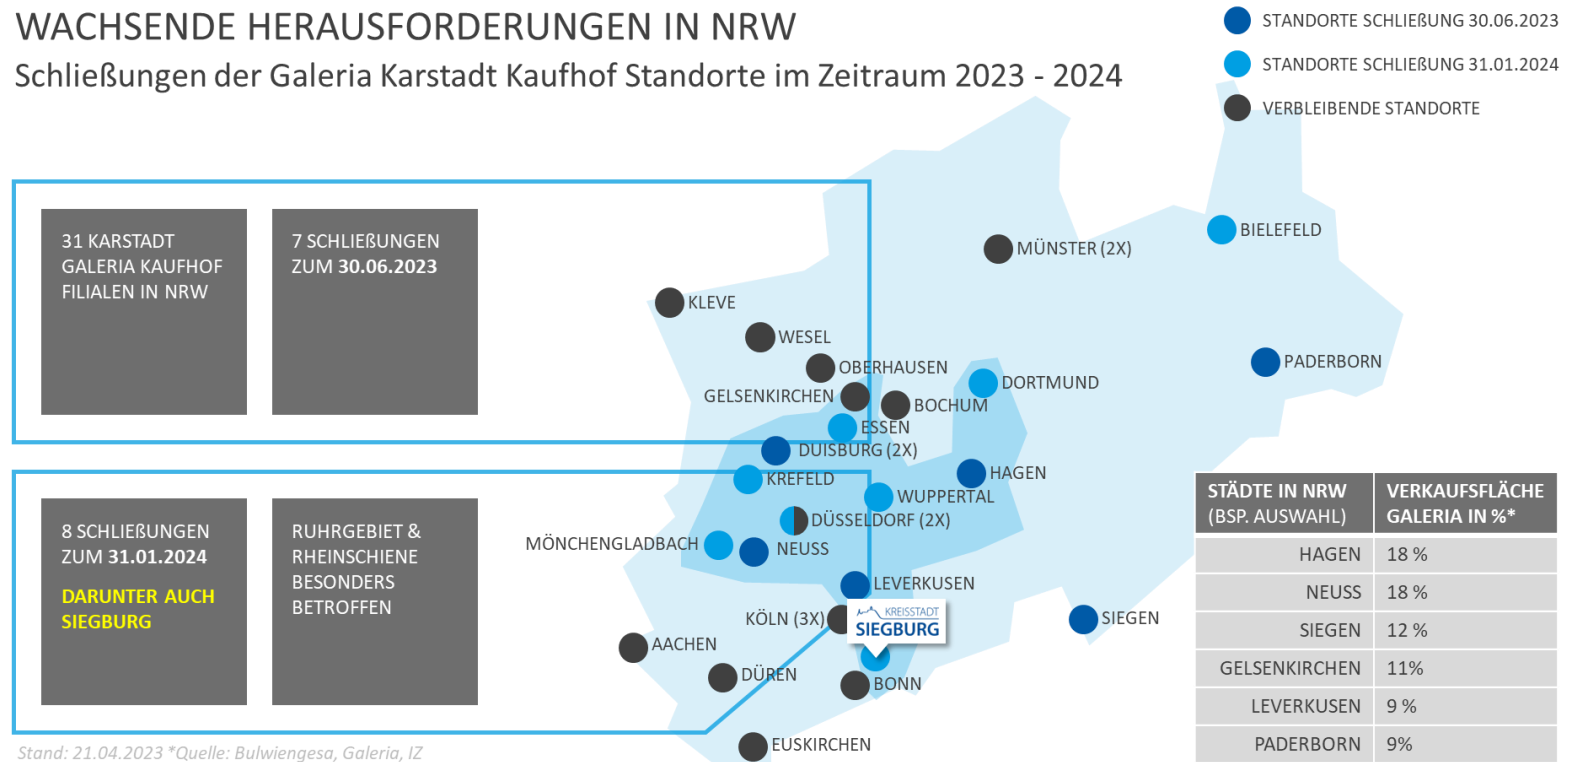 WACHSENDE HERAUSFORDERUNGEN IN NRW
Schließungen der Galeria Karstadt Kaufhof Standorte im Zeitraum 2023 - 2024
STANDORTE SCHLIEßUNG 30.06.2023
STANDORTE SCHLIEßUNG 31.01.2024
VERBLEIBENDE STANDORTE
31 KARSTADT
GALERIA KAUFHOF
FILIALEN IN NRW
7 SCHLIEßUNGEN
ZUM 30.06.2023
8 SCHLIEßUNGEN
ZUM 31.01.2024
DARUNTER AUCH
SIEGBURG
RUHRGEBIET &
RHEINSCHIENE
BESONDERS
BETROFFEN
BIELEFELD
MÜNSTER (2X)
KLEVE
WESEL
PADERBORN
OBERHAUSEN
DORTMUND
GELSENKIRCHEN
BOCHUM
ESSEN
DUISBURG (2X)
HAGEN
KREFELD
WUPPERTAL
DÜSSELDORF (2X)
MÖNCHENGLADBACH
NEUSS
LEVERKUSEN
KÖLN (3X)
KREISSTADT
SIEGBURG
SIEGEN
AACHEN
DÜREN
BONN
EUSKIRCHEN
STÄDTE IN NRW
(BSP. AUSWAHL)
VERKAUFSFLÄCHE
GALERIA IN %*
HAGEN 18 %
NEUSS 18 %
SIEGEN 12 %
GELSENKIRCHEN 11%
LEVERKUSEN 9 %
PADERBORN 9%
Stand: 21.04.2023 *Quelle: Bulwiengesa, Galeria, IZ